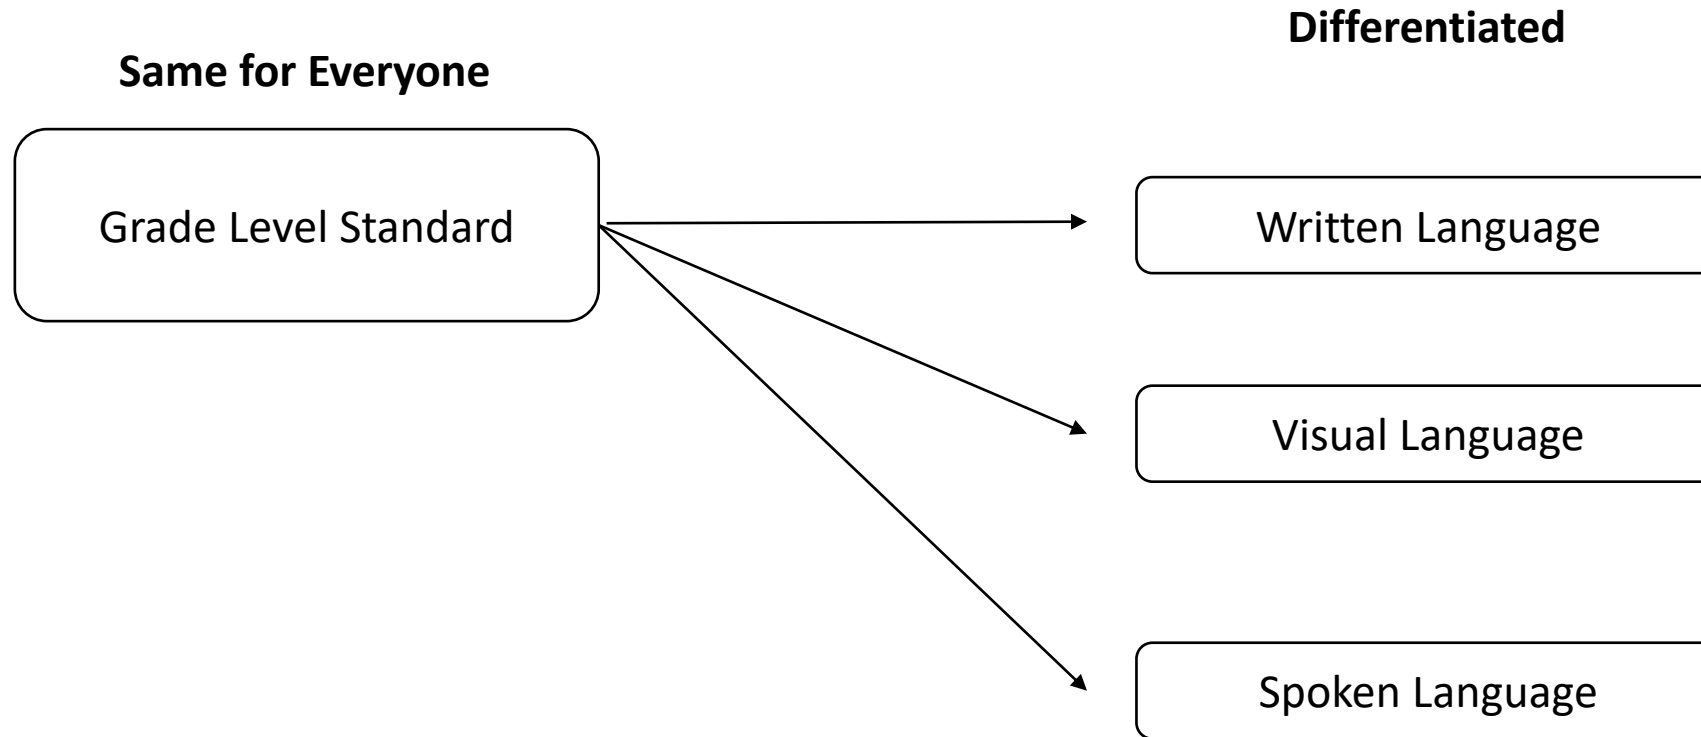 Differentiated
Same for Everyone
Grade Level Standard
Written Language
Visual Language
Spoken Language